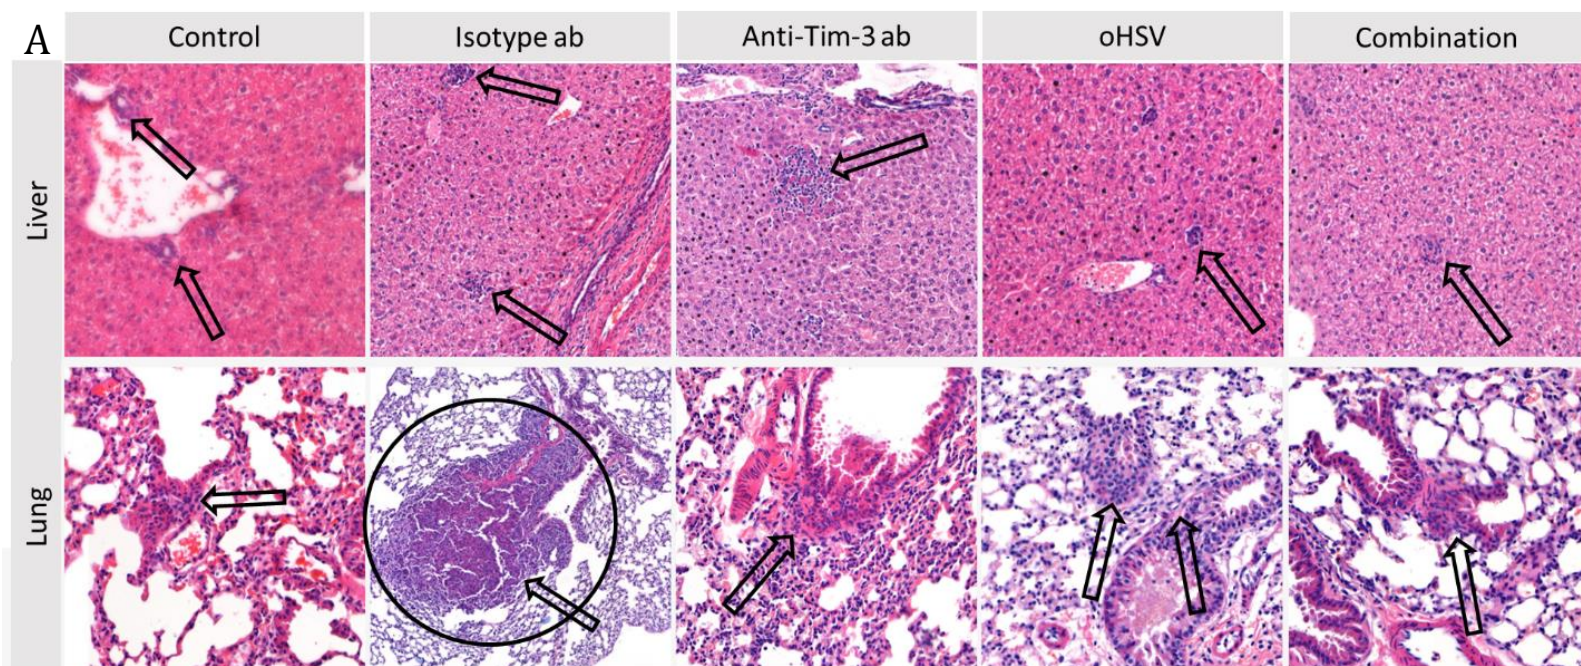 A
Control
Isotype ab
Anti-Tim-3 ab
oHSV
Combination
Liver
Lung